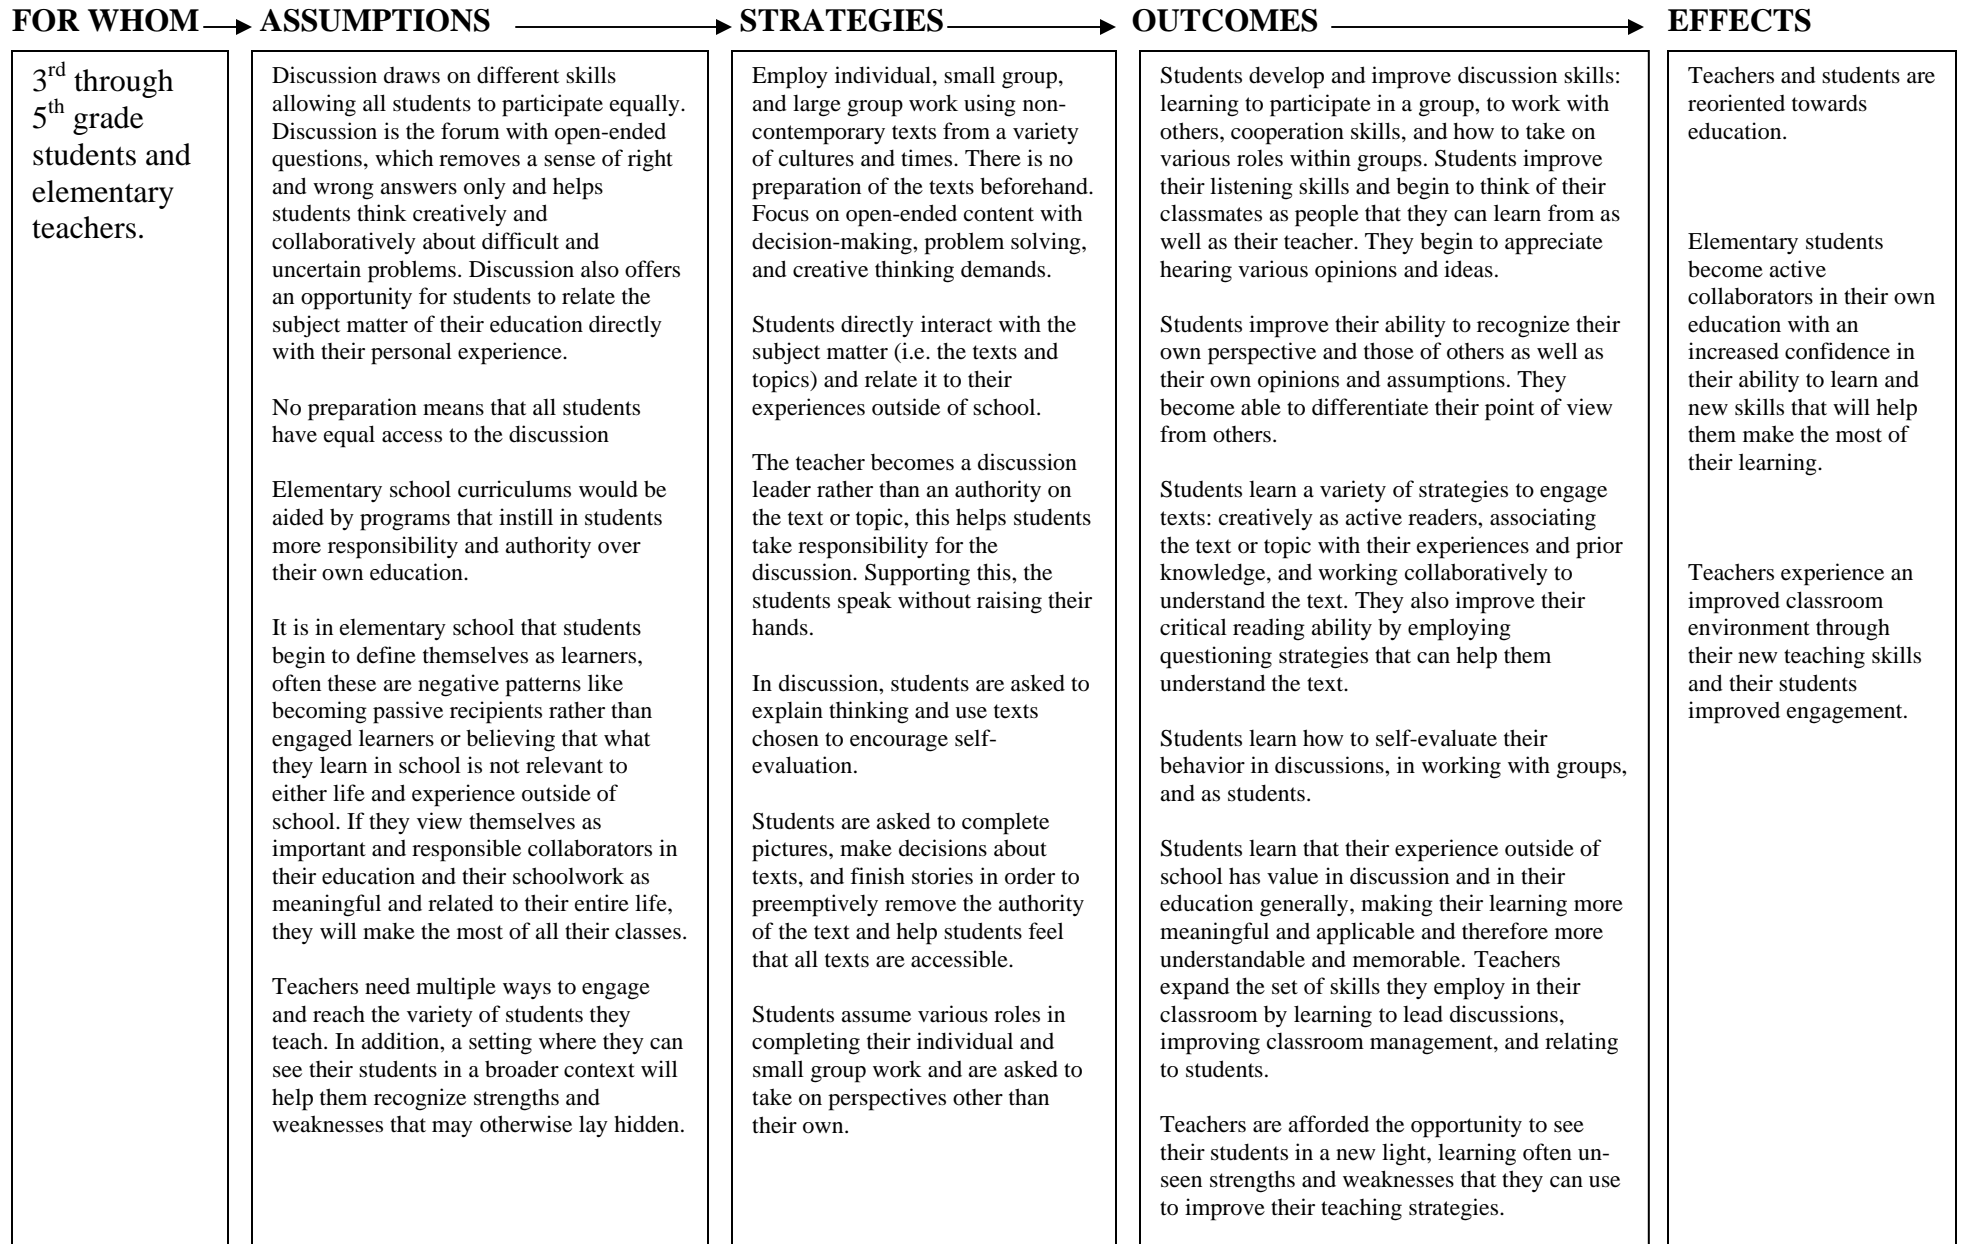 FOR WHOM
ASSUMPTIONS
STRATEGIES
OUTCOMES
EFFECTS
3rd through
5th grade
students and
elementary
teachers.
Discussion draws on different skills
allowing all students to participate equally.
Discussion is the forum with open-ended
questions, which removes a sense of right
and wrong answers only and helps
students think creatively and
collaboratively about difficult and
uncertain problems. Discussion also offers
an opportunity for students to relate the
subject matter of their education directly
with their personal experience.
No preparation means that all students
have equal access to the discussion
Elementary school curriculums would be
aided by programs that instill in students
more responsibility and authority over
their own education.
It is in elementary school that students
begin to define themselves as learners,
often these are negative patterns like
becoming passive recipients rather than
engaged learners or believing that what
they learn in school is not relevant to
either life and experience outside of
school. If they view themselves as
important and responsible collaborators in
their education and their schoolwork as
meaningful and related to their entire life,
they will make the most of all their classes.
Teachers need multiple ways to engage
and reach the variety of students they
teach. In addition, a setting where they can
see their students in a broader context will
help them recognize strengths and
weaknesses that may otherwise lay hidden.
Employ individual, small group,
and large group work using non-
contemporary texts from a variety
of cultures and times. There is no
preparation of the texts beforehand.
Focus on open-ended content with
decision-making, problem solving,
and creative thinking demands.
Students directly interact with the
subject matter (i.e. the texts and
topics) and relate it to their
experiences outside of school.
The teacher becomes a discussion
leader rather than an authority on
the text or topic, this helps students
take responsibility for the
discussion. Supporting this, the
students speak without raising their
hands.
In discussion, students are asked to
explain thinking and use texts
chosen to encourage self-
evaluation.
Students are asked to complete
pictures, make decisions about
texts, and finish stories in order to
preemptively remove the authority
of the text and help students feel
that all texts are accessible.
Students assume various roles in
completing their individual and
small group work and are asked to
take on perspectives other than
their own.
Students develop and improve discussion skills:
learning to participate in a group, to work with
others, cooperation skills, and how to take on
various roles within groups. Students improve
their listening skills and begin to think of their
classmates as people that they can learn from as
well as their teacher. They begin to appreciate
hearing various opinions and ideas.
Students improve their ability to recognize their
own perspective and those of others as well as
their own opinions and assumptions. They
become able to differentiate their point of view
from others.
Students learn a variety of strategies to engage
texts: creatively as active readers, associating
the text or topic with their experiences and prior
knowledge, and working collaboratively to
understand the text. They also improve their
critical reading ability by employing
questioning strategies that can help them
understand the text.
Students learn how to self-evaluate their
behavior in discussions, in working with groups,
and as students.
Students learn that their experience outside of
school has value in discussion and in their
education generally, making their learning more
meaningful and applicable and therefore more
understandable and memorable. Teachers
expand the set of skills they employ in their
classroom by learning to lead discussions,
improving classroom management, and relating
to students.
Teachers are afforded the opportunity to see
their students in a new light, learning often un-
seen strengths and weaknesses that they can use
to improve their teaching strategies.
Teachers and students are
reoriented towards
education.
Elementary students
become active
collaborators in their own
education with an
increased confidence in
their ability to learn and
new skills that will help
them make the most of
their learning.
Teachers experience an
improved classroom
environment through
their new teaching skills
and their students
improved engagement.